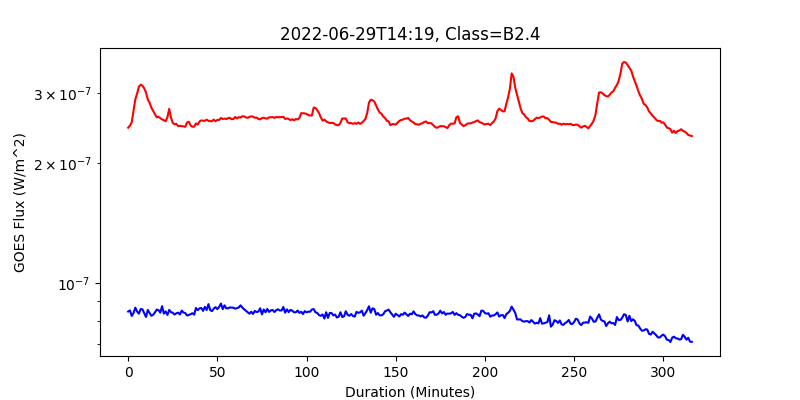 2022-06-29T14:19, Class=B2.4
GOES Flux (W/m^2)
3 × 10⁻⁷
2 × 10⁻⁷
10⁻⁷
0 50 100 150 200 250 300
Duration (Minutes)